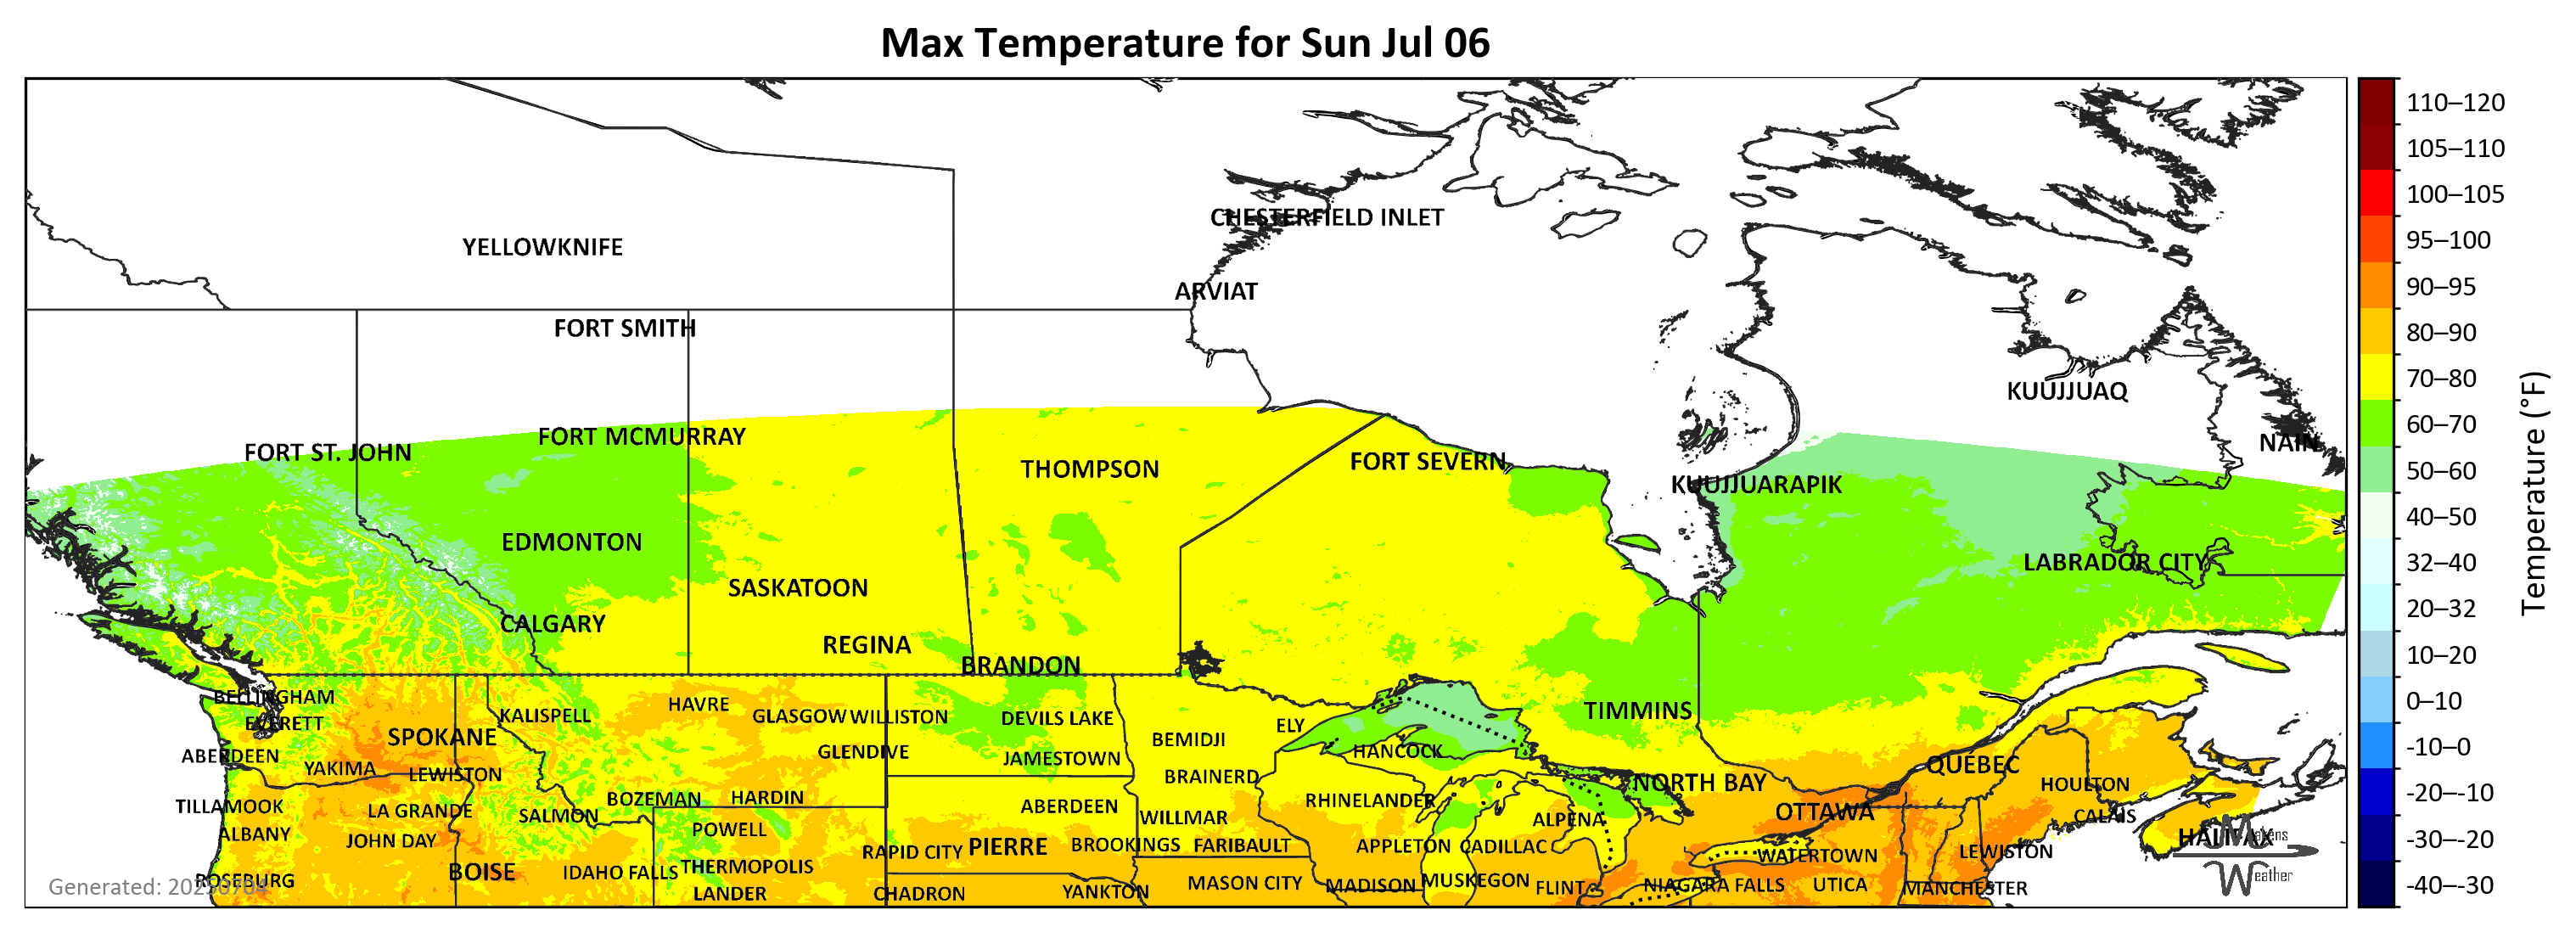 Max Temperature for Sun Jul 06
110–120
105–110
100–105
95–100
90–95
80–90
70–80
60–70
50–60
40–50
32–40
20–32
10–20
0–10
-10–0
-20–-10
-30–-20
-40–-30
Temperature (°F)
CHESTERFIELD INLET
YELLOWKNIFE
ARVIAT
FORT SMITH
KUUJJUAQ
FORT MCMURRAY
NAIN
FORT ST. JOHN
FORT SEVERN
THOMPSON
KUUJJUARAPIK
EDMONTON
LABRADOR CITY
SASKATOON
CALGARY
REGINA
BRANDON
BELLINGHAM
HAVRE
TIMMINS
KALISPELL
GLASGOW
WILLISTON
DEVILS LAKE
EVERETT
ELY
SPOKANE
BEMIDJI
HANCOCK
GLENDIVE
ABERDEEN
JAMESTOWN
QUÉBEC
YAKIMA
LEWISTON
BRAINERD
NORTH BAY
HOULTON
BOZEMAN
HARDIN
RHINELANDER
TILLAMOOK
ABERDEEN
LA GRANDE
OTTAWA
SALMON
WILLMAR
CALAIS
ALPENA
POWELL
ALBANY
HALIFAX
JOHN DAY
BROOKINGS
FARIBAULT
APPLETON
CADILLAC
PIERRE
RAPID CITY
LEWISTON
WATERTOWN
THERMOPOLIS
IDAHO FALLS
BOISE
ROSEBURG
MUSKEGON
MASON CITY
MADISON
NIAGARA FALLS
UTICA
FLINT
MANCHESTER
YANKTON
CHADRON
LANDER
Generated: 20250704
Weather